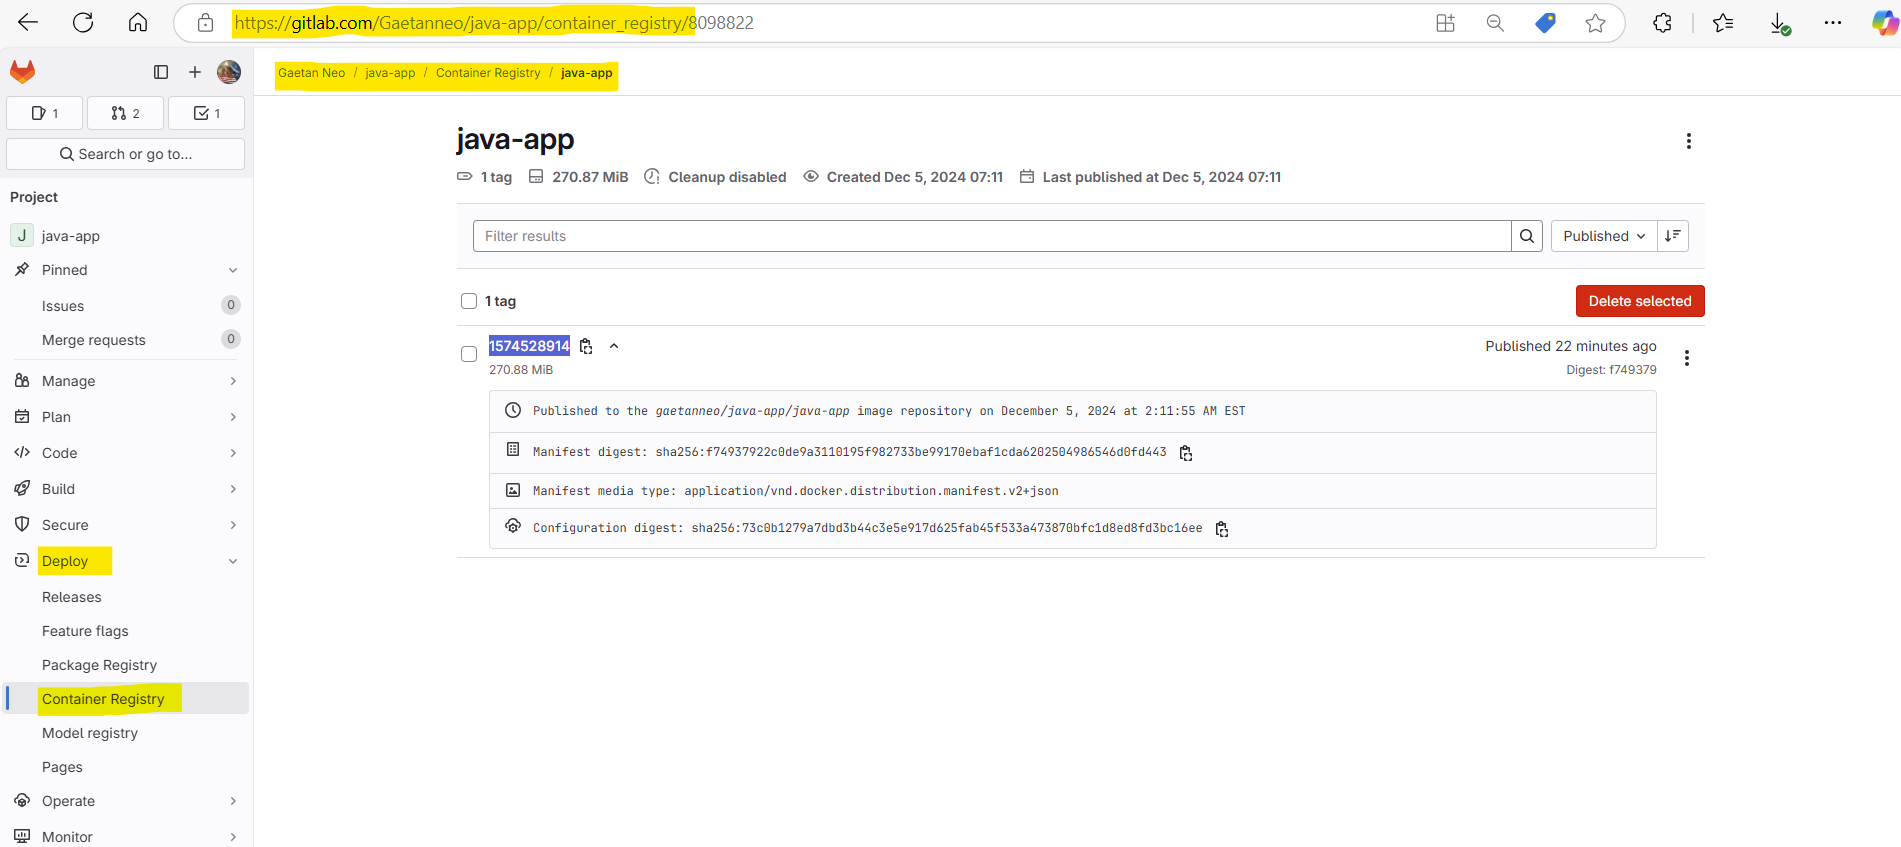 https://gitlab.com/Gaetanneo/java-app/container_registry/8098822
Gaetan Neo / java-app / Container Registry / java-app
1
2
1
Search or go to...
Project
J java-app
Pinned
Issues 0
Merge requests 0
Manage
Plan
Code
Build
Secure
Deploy
Releases
Feature flags
Package Registry
Container Registry
Model registry
Pages
Operate
Monitor
java-app
1 tag 270.87 MiB Cleanup disabled Created Dec 5, 2024 07:11 Last published at Dec 5, 2024 07:11
Filter results
Published
1 tag
Delete selected
1574528914
Published 22 minutes ago
270.88 MiB
Digest: f749379
Published to the gaetanneo/java-app/java-app image repository on December 5, 2024 at 2:11:55 AM EST
Manifest digest: sha256:f74937922c0de9a3110195f982733be99170ebaf1cda6202504986546d0fd443
Manifest media type: application/vnd.docker.distribution.manifest.v2+json
Configuration digest: sha256:73c0b1279a7dbd3b44c3e5e917d625fab45f533a473870bfc1d8ed8fd3bc16ee